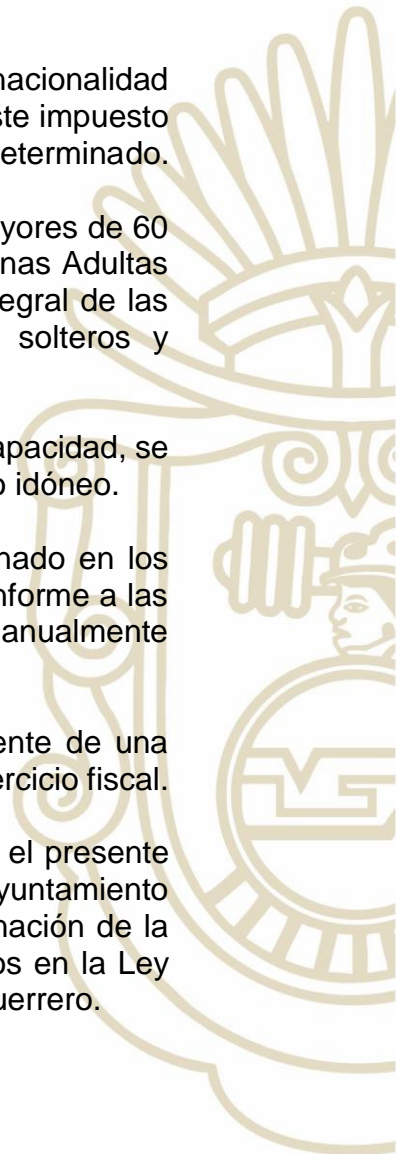 nacionalidad
ste impuesto
eterminado.
yores de 60
nas Adultas
egral de las
solteros y
apacidad, se
o idóneo.
nado en los
nforme a las
anualmente
ente de una
ercicio fiscal.
el presente
yuntamiento
nación de la
os en la Ley
uerrero.